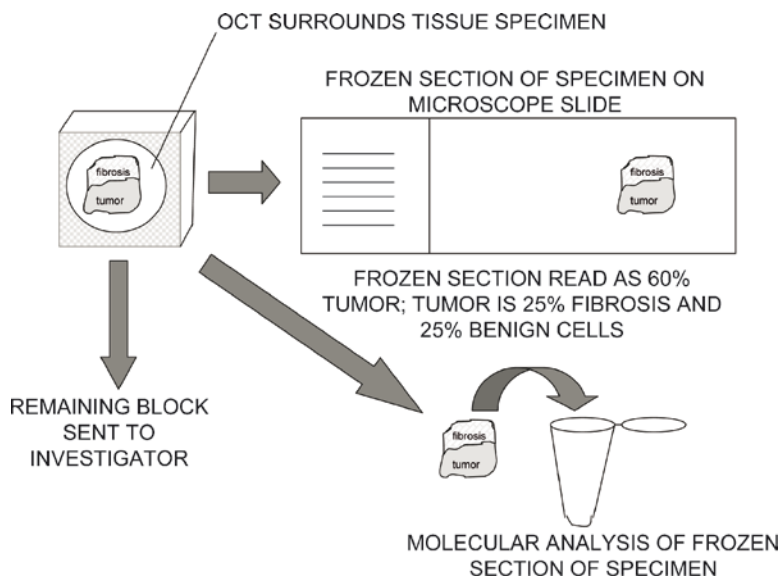 OCT SURROUNDS TISSUE SPECIMEN
FROZEN SECTION OF SPECIMEN ON
MICROSCOPE SLIDE
fibrosis
tumor
fibrosis
tumor
FROZEN SECTION READ AS 60%
TUMOR; TUMOR IS 25% FIBROSIS AND
25% BENIGN CELLS
REMAINING BLOCK
SENT TO
INVESTIGATOR
fibrosis
tumor
MOLECULAR ANALYSIS OF FROZEN
SECTION OF SPECIMEN